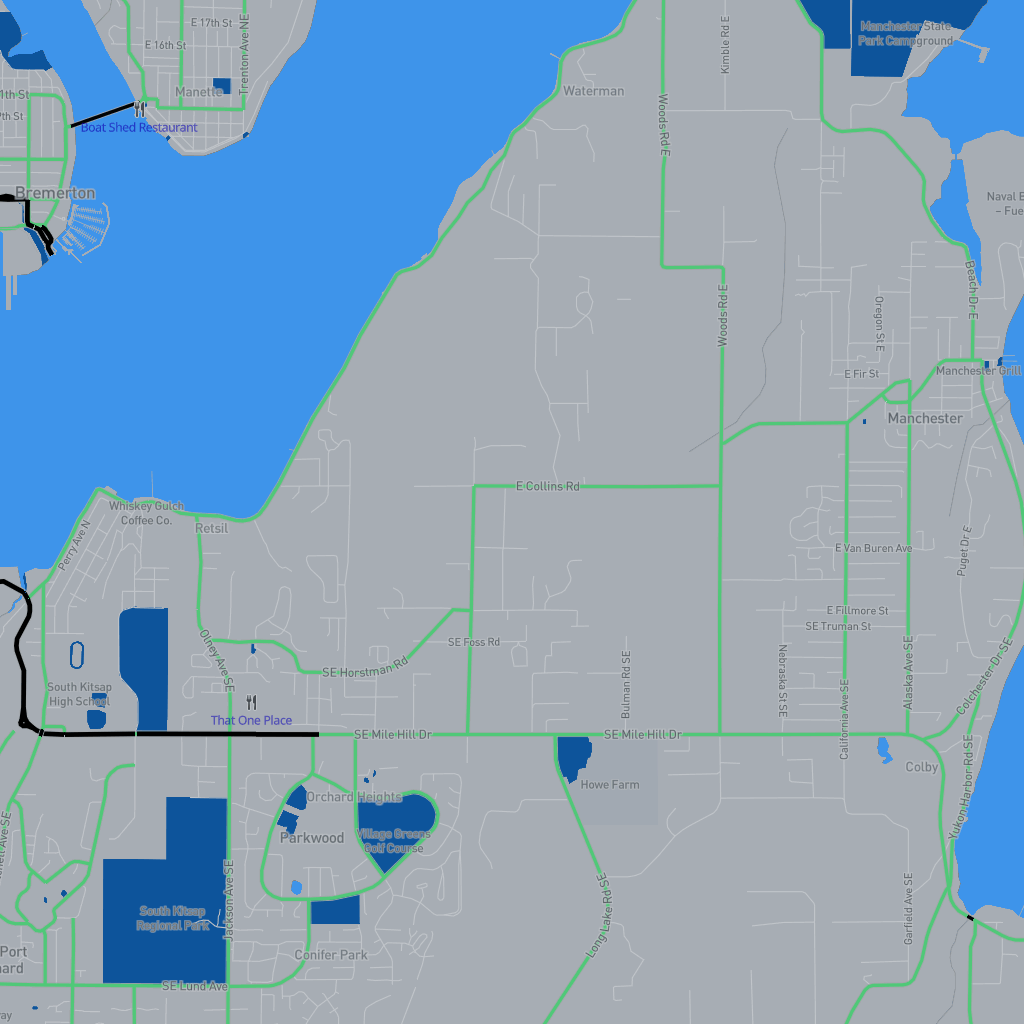 E 17th St
Trenton Ave NE
Kimble Rd E
Manchester State
Park Campground
E 16th St
Manette
Waterman
1th St
7th St
Woods Rd E
Boat Shed Restaurant
Bremerton
Naval E
– Fue
Beach Dr E
Woods Rd E
Oregon St E
E Fir St
Manchester Grill
Manchester
E Collins Rd
Whiskey Gulch
Coffee Co.
Retsil
Perry Ave N
E Van Buren Ave
Puget Dr E
E Fillmore St
SE Truman St
Olney Ave SE
SE Foss Rd
SE Horstman Rd
Bulman Rd SE
Nebraska St SE
California Ave SE
Alaska Ave SE
Colchester Dr SE
South Kitsap
High School
That One Place
SE Mile Hill Dr
SE Mile Hill Dr
Colby
Yukon Harbor Rd SE
Howe Farm
Orchard Heights
Parkwood
Village Greens
Golf Course
South Kitsap
Regional Park
Jackson Ave SE
Long Lake Rd SE
Garfield Ave SE
Conifer Park
Port
SE Lund Ave